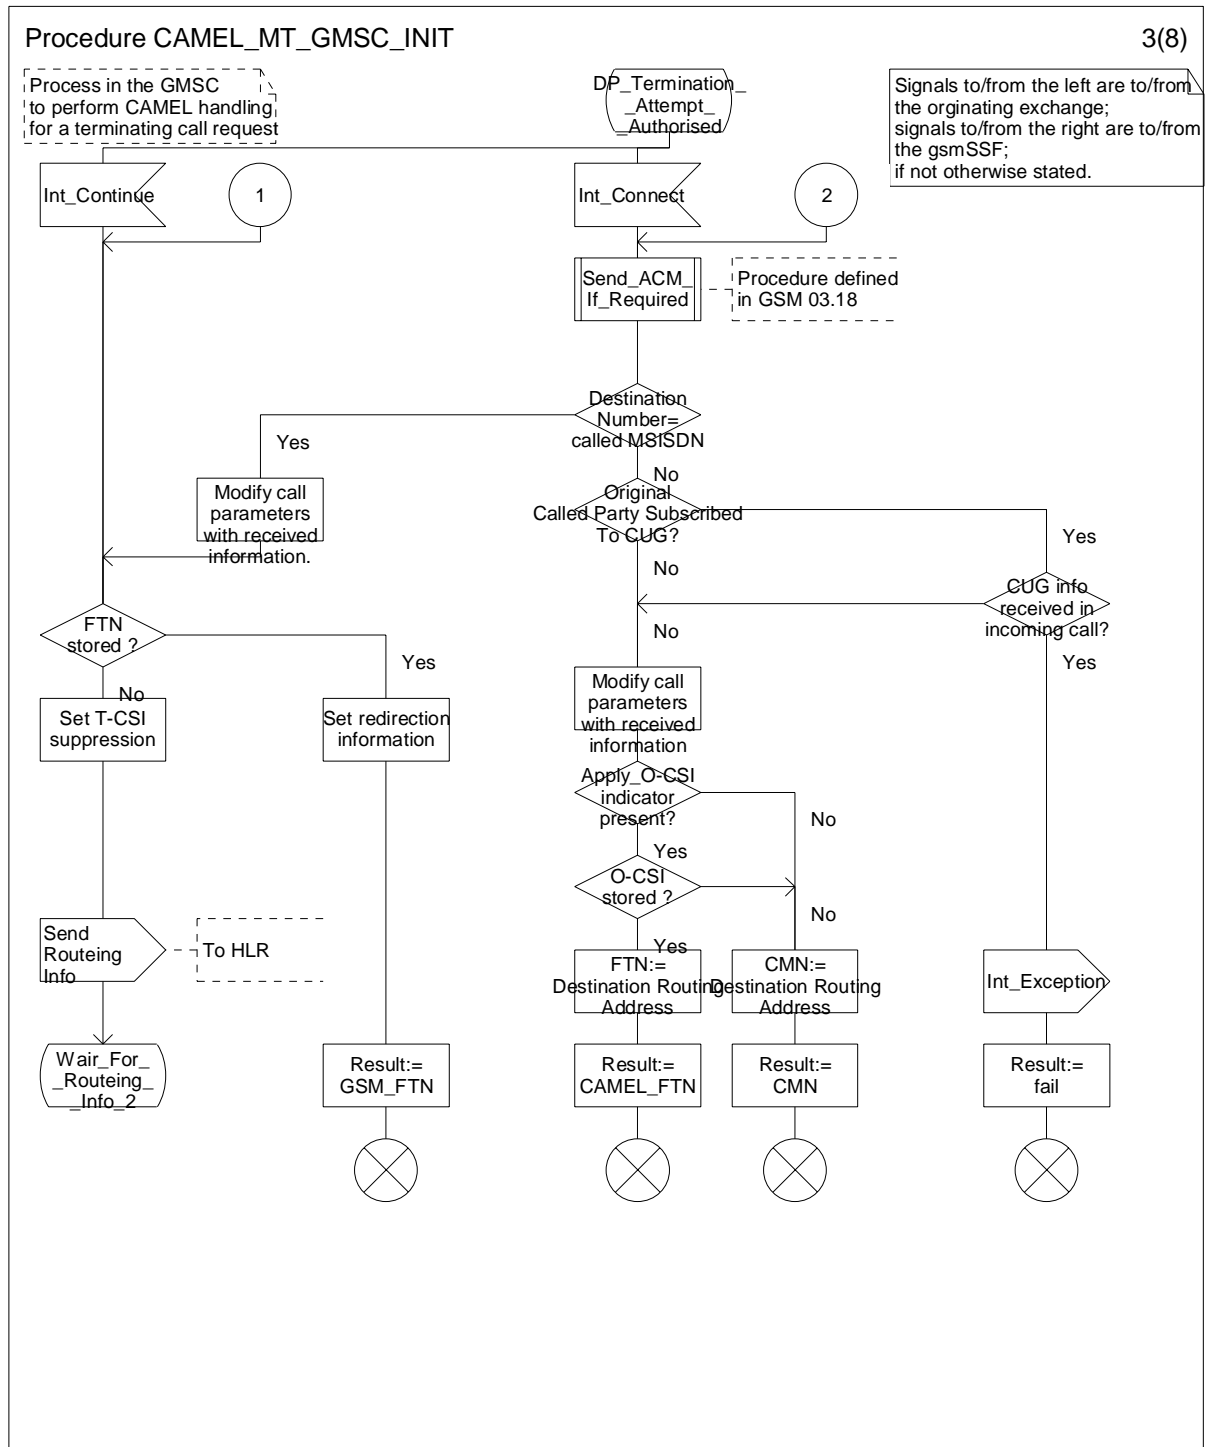 Procedure CAMEL_MT_GMSC_INIT
3(8)
Process in the GMSC
to perform CAMEL handling
for a terminating call request
DP_Termination_
_Attempt_
_Authorised
Signals to/from the left are to/from
the orginating exchange;
signals to/from the right are to/from
the gsmSSF;
if not otherwise stated.
Int_Continue
1
Int_Connect
2
Send_ACM_
If_Required
Procedure defined
in GSM 03.18
Destination
Number=
called MSISDN
Yes
No
Modify call
parameters
with received
information.
Original
Called Party Subscribed
To CUG?
Yes
No
CUG info
received in
incoming call?
No
Yes
FTN
stored ?
Yes
No
Set T-CSI
suppression
Set redirection
information
Modify call
parameters
with received
information
Apply_O-CSI
indicator
present?
No
Yes
O-CSI
stored ?
No
Yes
Send
Routeing
Info
To HLR
FTN:=
Destination Routing
Address
CMN:=
Destination Routing
Address
Int_Exception
Wair_For_
_Routeing_
_Info_2
Result:=
GSM_FTN
Result:=
CAMEL_FTN
Result:=
CMN
Result:=
fail